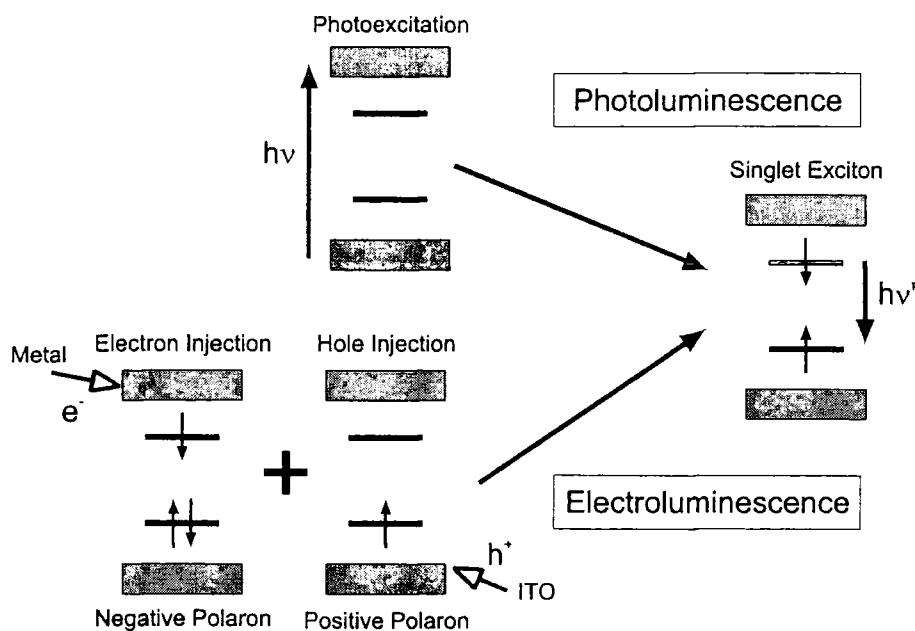 Photoexcitation
Photoluminescence
hν
Singlet Exciton
hν'
Metal
Electron Injection
Hole Injection
e⁻
+
Electroluminescence
h⁺
ITO
Negative Polaron
Positive Polaron